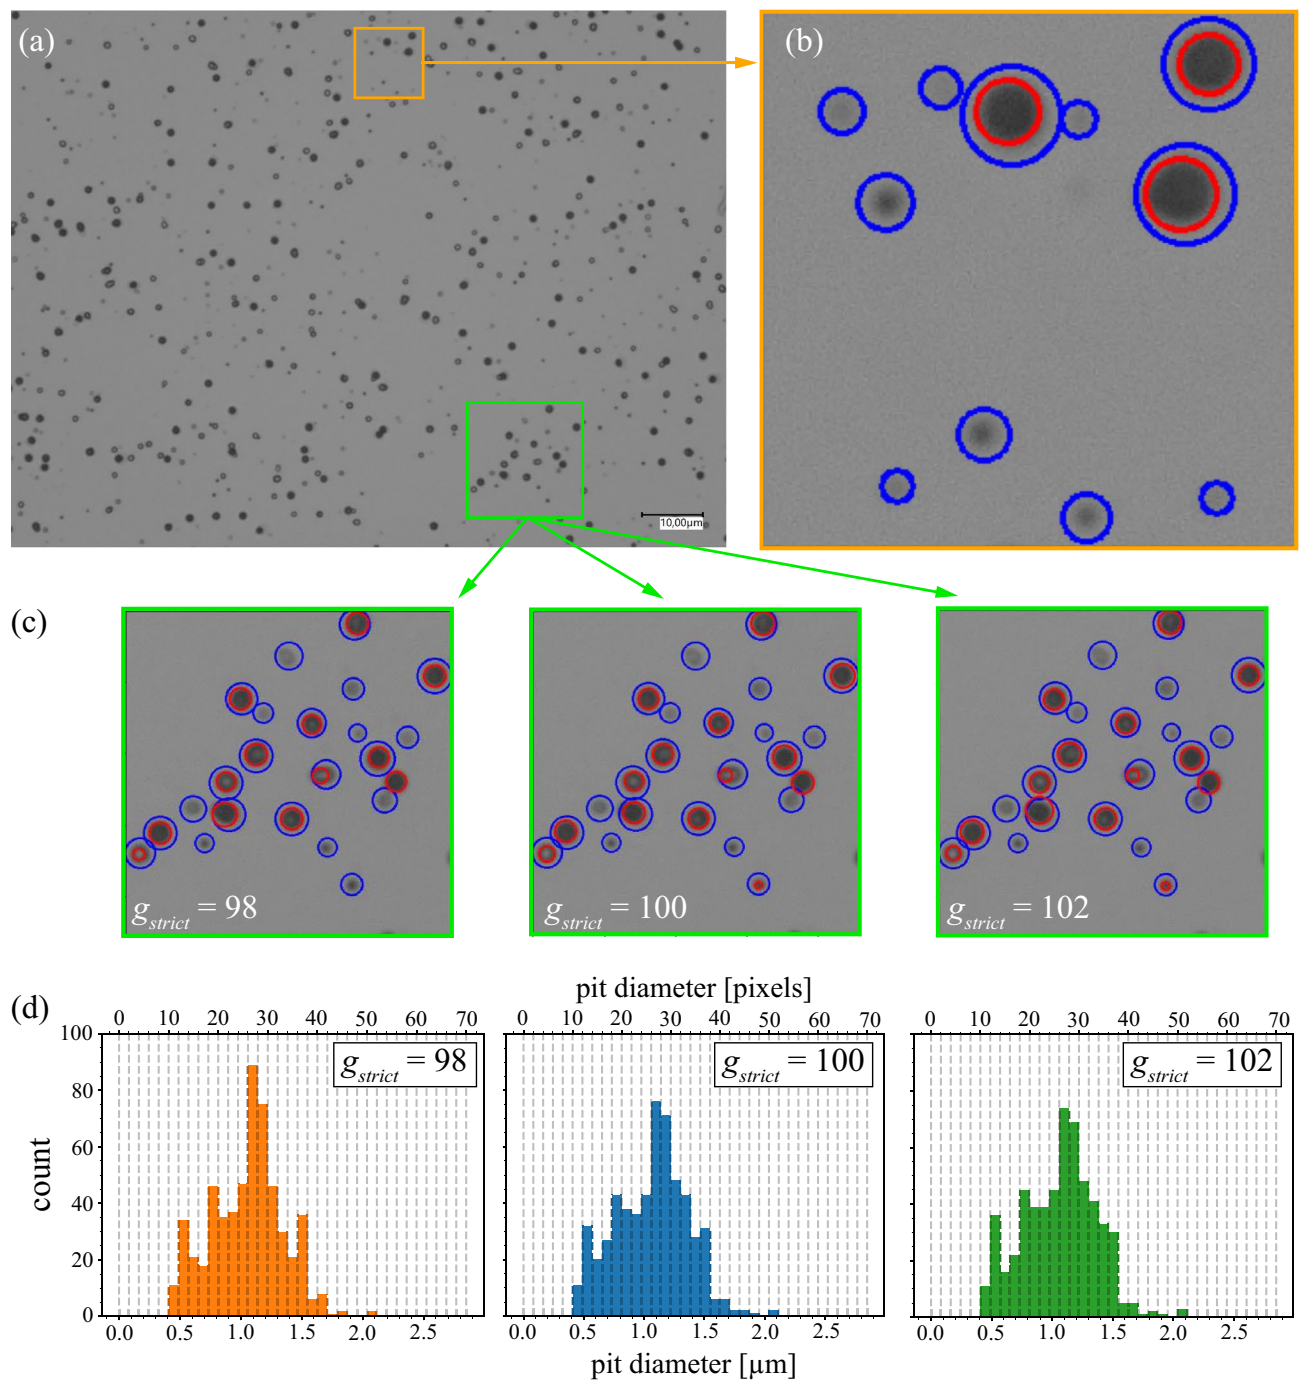 (a)
(b)
10,00µm
(c)
g_strict = 98
g_strict = 100
g_strict = 102
(d)
pit diameter [pixels]
0 10 20 30 40 50 60 70
0 10 20 30 40 50 60 70
0 10 20 30 40 50 60 70
100
80
60
40
20
0
count
g_strict = 98
g_strict = 100
g_strict = 102
0.0 0.5 1.0 1.5 2.0 2.5
0.0 0.5 1.0 1.5 2.0 2.5
0.0 0.5 1.0 1.5 2.0 2.5
pit diameter [µm]